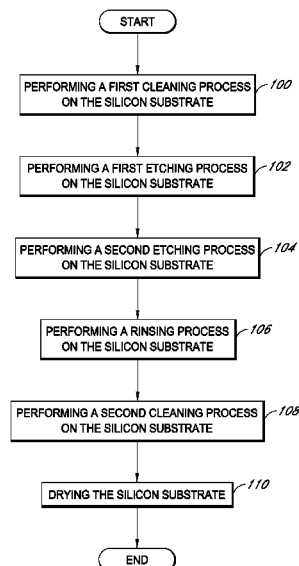 START
PERFORMING A FIRST CLEANING PROCESS
ON THE SILICON SUBSTRATE
100
PERFORMING A FIRST ETCHING PROCESS
ON THE SILICON SUBSTRATE
102
PERFORMING A SECOND ETCHING PROCESS
ON THE SILICON SUBSTRATE
104
PERFORMING A RINSING PROCESS
ON THE SILICON SUBSTRATE
106
PERFORMING A SECOND CLEANING PROCESS
ON THE SILICON SUBSTRATE
108
DRYING THE SILICON SUBSTRATE
110
END